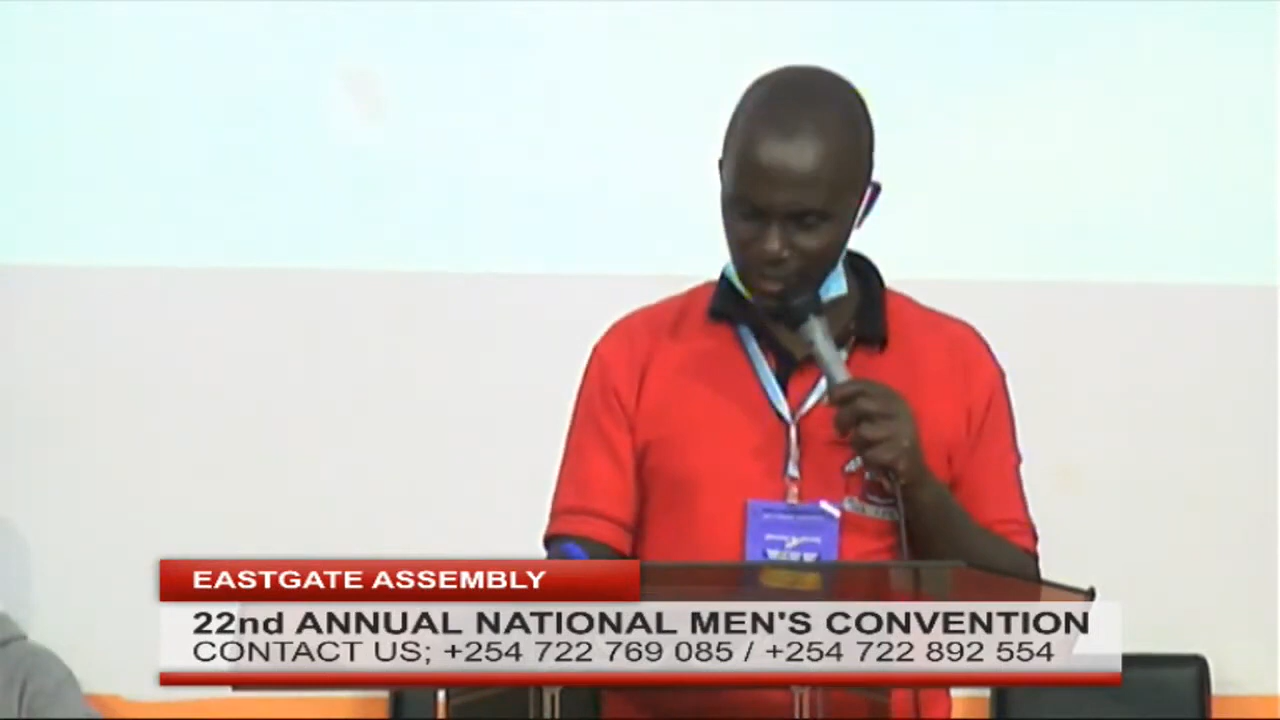 EASTGATE ASSEMBLY
22nd ANNUAL NATIONAL MEN'S CONVENTION
CONTACT US; +254 722 769 085 / +254 722 892 554